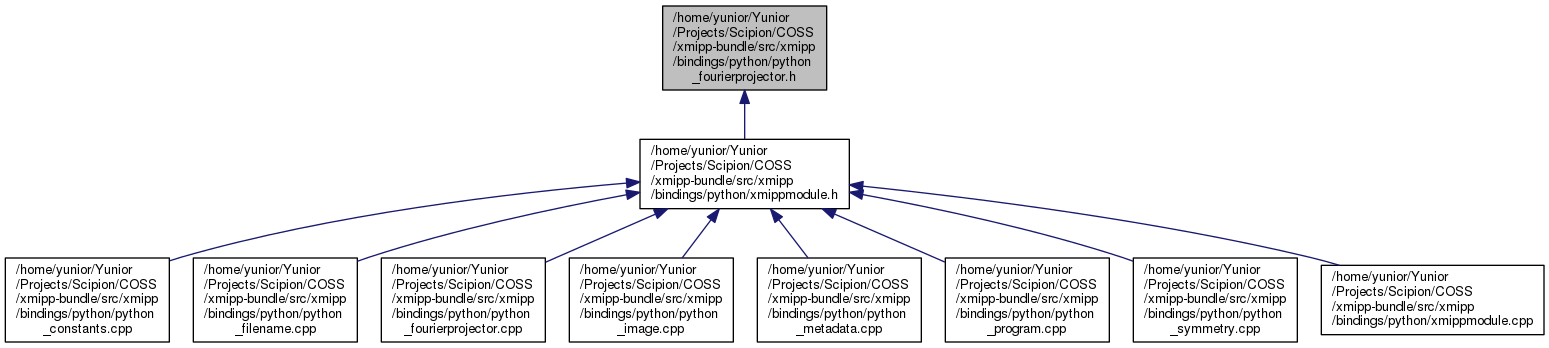 /home/yunior/Yunior
/Projects/Scipion/COSS
/xmipp-bundle/src/xmipp
/bindings/python/python
_fourierprojector.h
/home/yunior/Yunior
/Projects/Scipion/COSS
/xmipp-bundle/src/xmipp
/bindings/python/xmippmodule.h
/home/yunior/Yunior
/Projects/Scipion/COSS
/xmipp-bundle/src/xmipp
/bindings/python/python
_constants.cpp
/home/yunior/Yunior
/Projects/Scipion/COSS
/xmipp-bundle/src/xmipp
/bindings/python/python
_filename.cpp
/home/yunior/Yunior
/Projects/Scipion/COSS
/xmipp-bundle/src/xmipp
/bindings/python/python
_fourierprojector.cpp
/home/yunior/Yunior
/Projects/Scipion/COSS
/xmipp-bundle/src/xmipp
/bindings/python/python
_image.cpp
/home/yunior/Yunior
/Projects/Scipion/COSS
/xmipp-bundle/src/xmipp
/bindings/python/python
_metadata.cpp
/home/yunior/Yunior
/Projects/Scipion/COSS
/xmipp-bundle/src/xmipp
/bindings/python/python
_program.cpp
/home/yunior/Yunior
/Projects/Scipion/COSS
/xmipp-bundle/src/xmipp
/bindings/python/python
_symmetry.cpp
/home/yunior/Yunior
/Projects/Scipion/COSS
/xmipp-bundle/src/xmipp
/bindings/python/xmippmodule.cpp